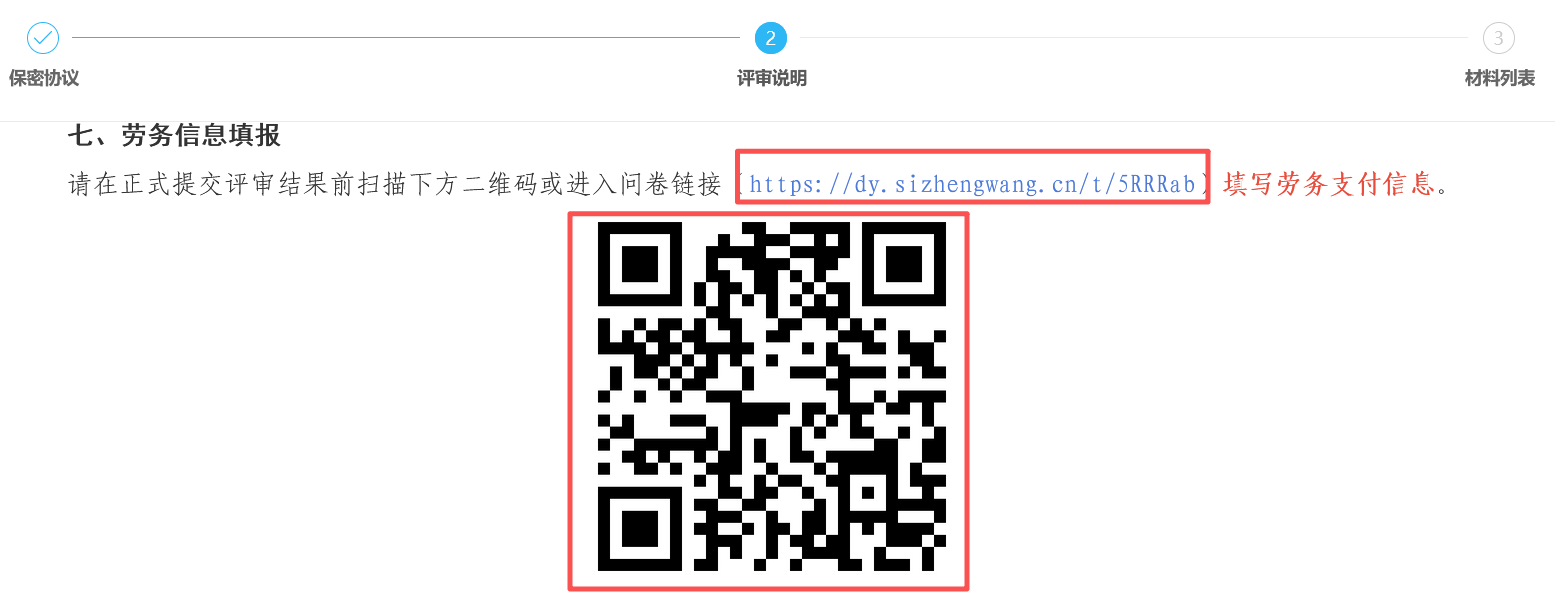 2
3
保密协议
评审说明
材料列表
七、劳务信息填报
请在正式提交评审结果前扫描下方二维码或进入问卷链接（https://dy.sizhengwang.cn/t/5RRRab）填写劳务支付信息。